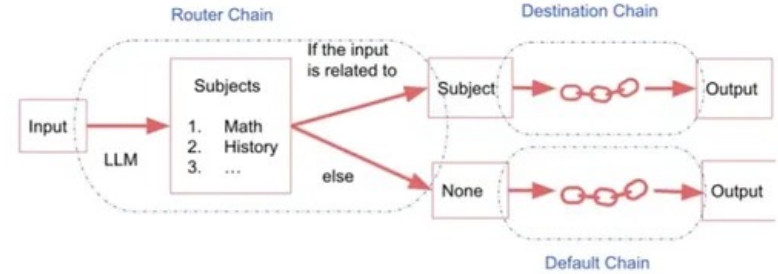 Router Chain
Destination Chain
If the input
is related to
Subjects
Subject
Output
Input
1. Math
2. History
3. ...
LLM
else
None
Output
Default Chain